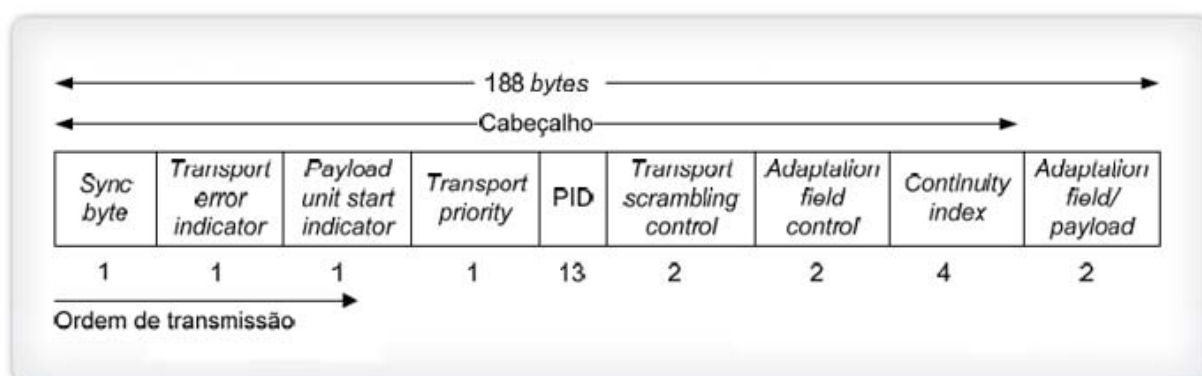 188 bytes
Cabeçalho
Sync byte
Transport error indicator
Payload unit start indicator
Transport priority
PID
Transport scrambling control
Adaptation field control
Continuity index
Adaptation field/ payload
1 1 1 1 13 2 2 4 2
Ordem de transmissão